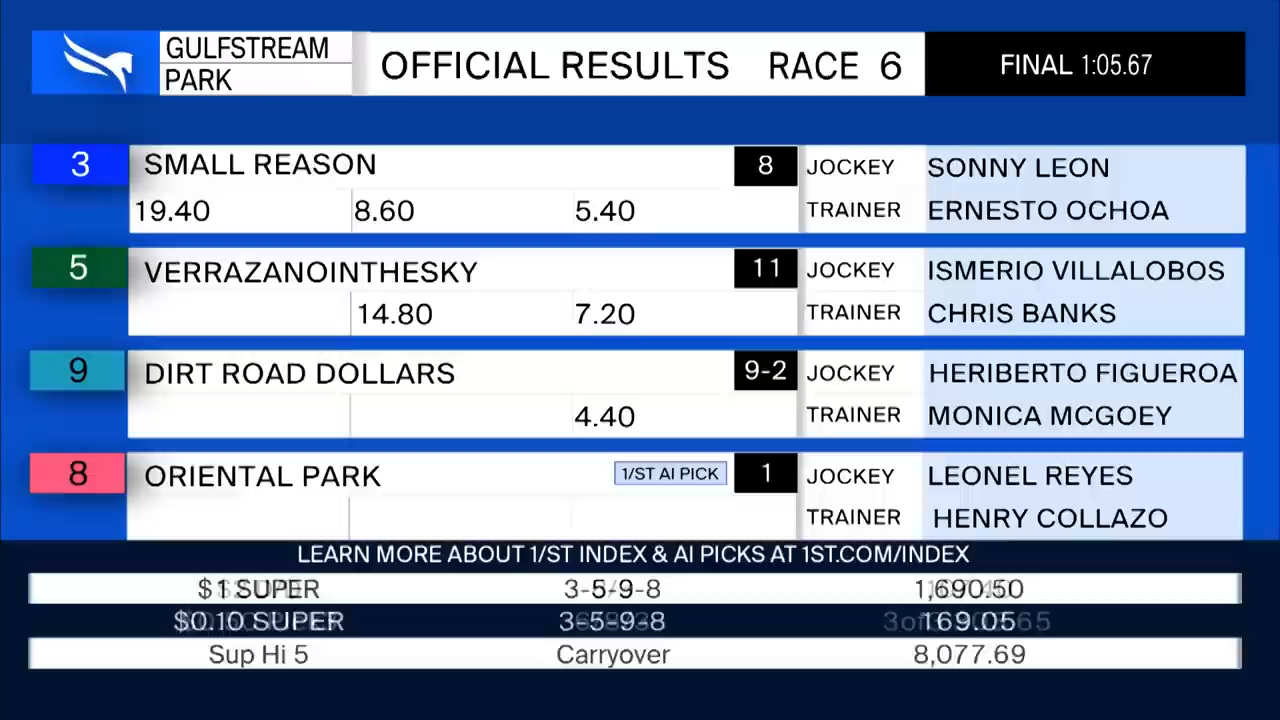 GULFSTREAM
PARK
OFFICIAL RESULTS RACE 6
FINAL 1:05.67
3 SMALL REASON 8 JOCKEY SONNY LEON
19.40 8.60 5.40 TRAINER ERNESTO OCHOA
5 VERRAZANOINTHESKY 11 JOCKEY ISMERIO VILLALOBOS
14.80 7.20 TRAINER CHRIS BANKS
9 DIRT ROAD DOLLARS 9-2 JOCKEY HERIBERTO FIGUEROA
4.40 TRAINER MONICA MCGOEY
8 ORIENTAL PARK 1/ST AI PICK 1 JOCKEY LEONEL REYES
TRAINER HENRY COLLAZO
LEARN MORE ABOUT 1/ST INDEX & AI PICKS AT 1ST.COM/INDEX
$1 SUPER 3-5-9-8 1,690.50
$0.10 SUPER 3-5-9-8 169.05
Sup Hi 5 Carryover 8,077.69